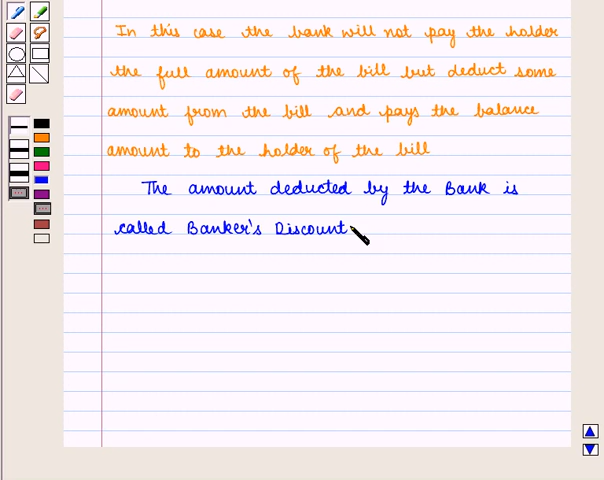 In this case the bank will not pay the holder
the full amount of the bill but deduct some
amount from the bill and pays the balance
amount to the holder of the bill
The amount deducted by the Bank is
called Banker's Discount